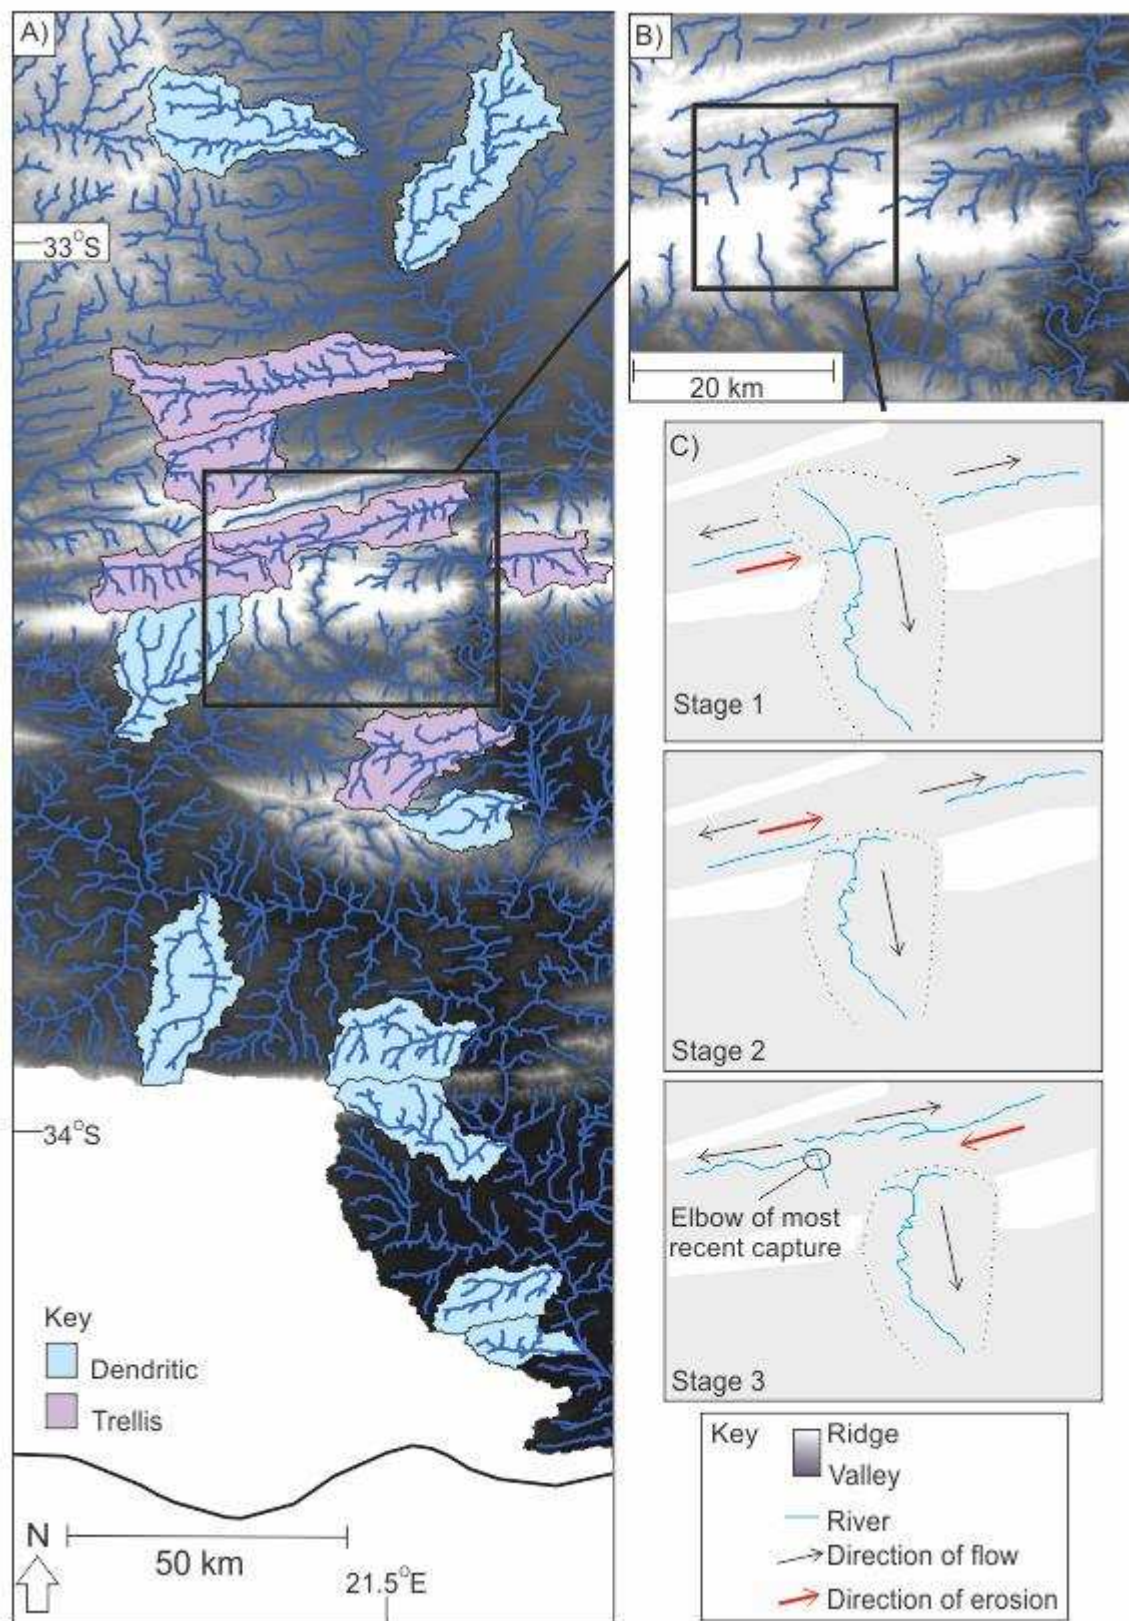 A)
33°S
34°S
Key
Dendritic
Trellis
N
50 km
21.5°E
B)
20 km
C)
Stage 1
Stage 2
Elbow of most
recent capture
Stage 3
Key
Ridge
Valley
River
Direction of flow
Direction of erosion